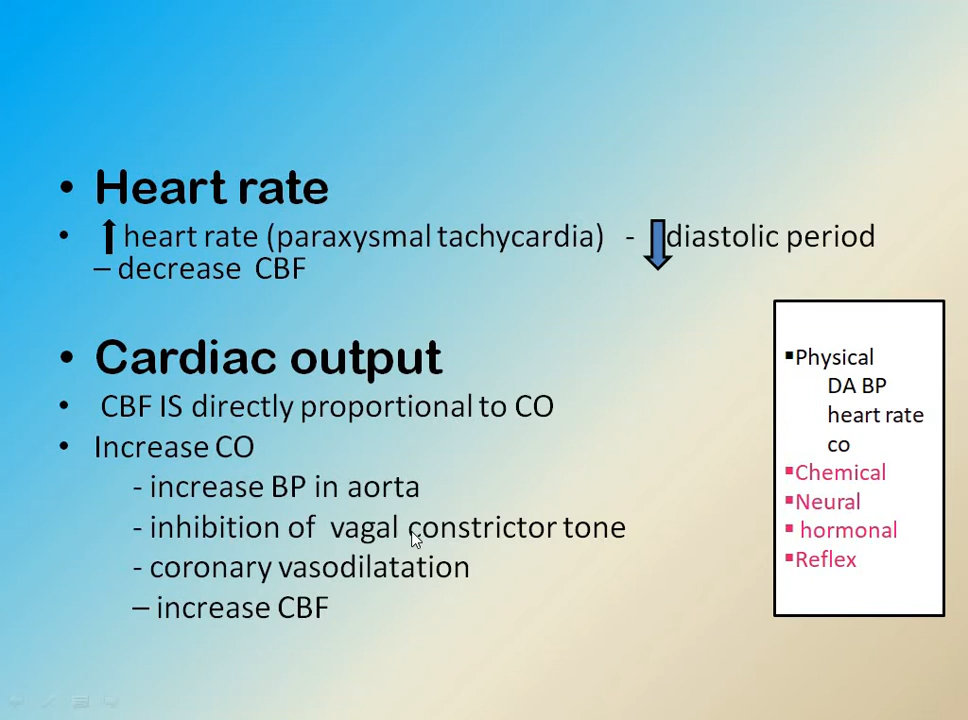 • Heart rate
• ↑ heart rate (paraxysmal tachycardia) - ↓ diastolic period
– decrease CBF
• Cardiac output
• CBF IS directly proportional to CO
• Increase CO
- increase BP in aorta
- inhibition of vagal constrictor tone
- coronary vasodilatation
– increase CBF
▪Physical
DA BP
heart rate
co
▪Chemical
▪Neural
▪ hormonal
▪Reflex